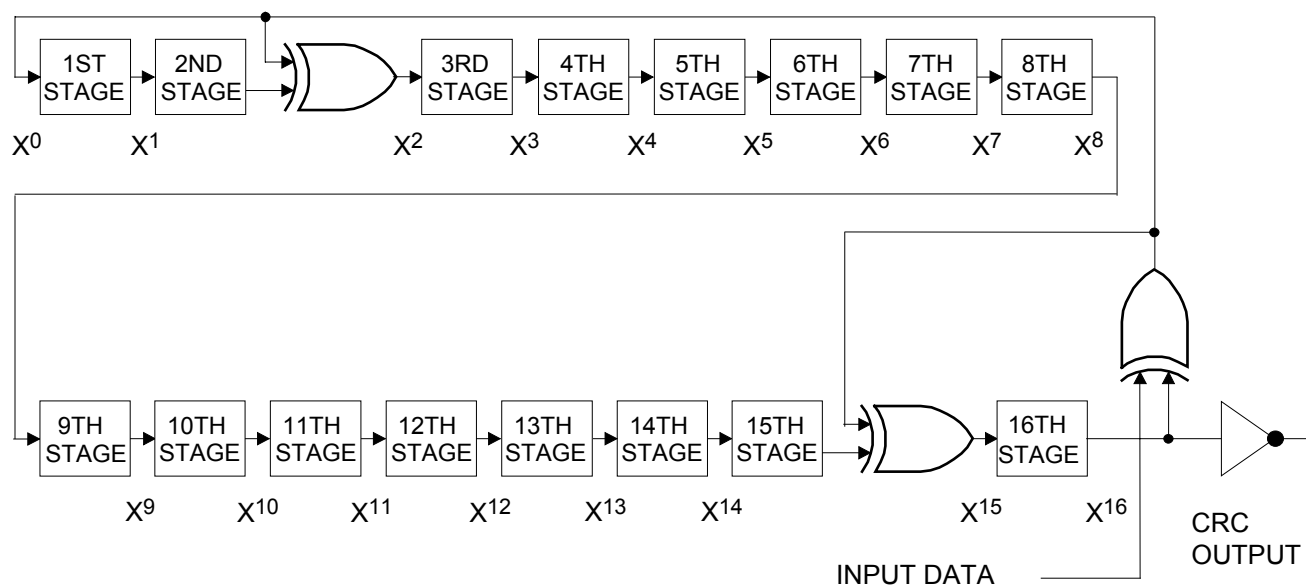 1ST STAGE
2ND STAGE
3RD STAGE
4TH STAGE
5TH STAGE
6TH STAGE
7TH STAGE
8TH STAGE
X⁰ X¹ X² X³ X⁴ X⁵ X⁶ X⁷ X⁸
9TH STAGE
10TH STAGE
11TH STAGE
12TH STAGE
13TH STAGE
14TH STAGE
15TH STAGE
16TH STAGE
X⁹ X¹⁰ X¹¹ X¹² X¹³ X¹⁴ X¹⁵ X¹⁶
CRC
OUTPUT
INPUT DATA